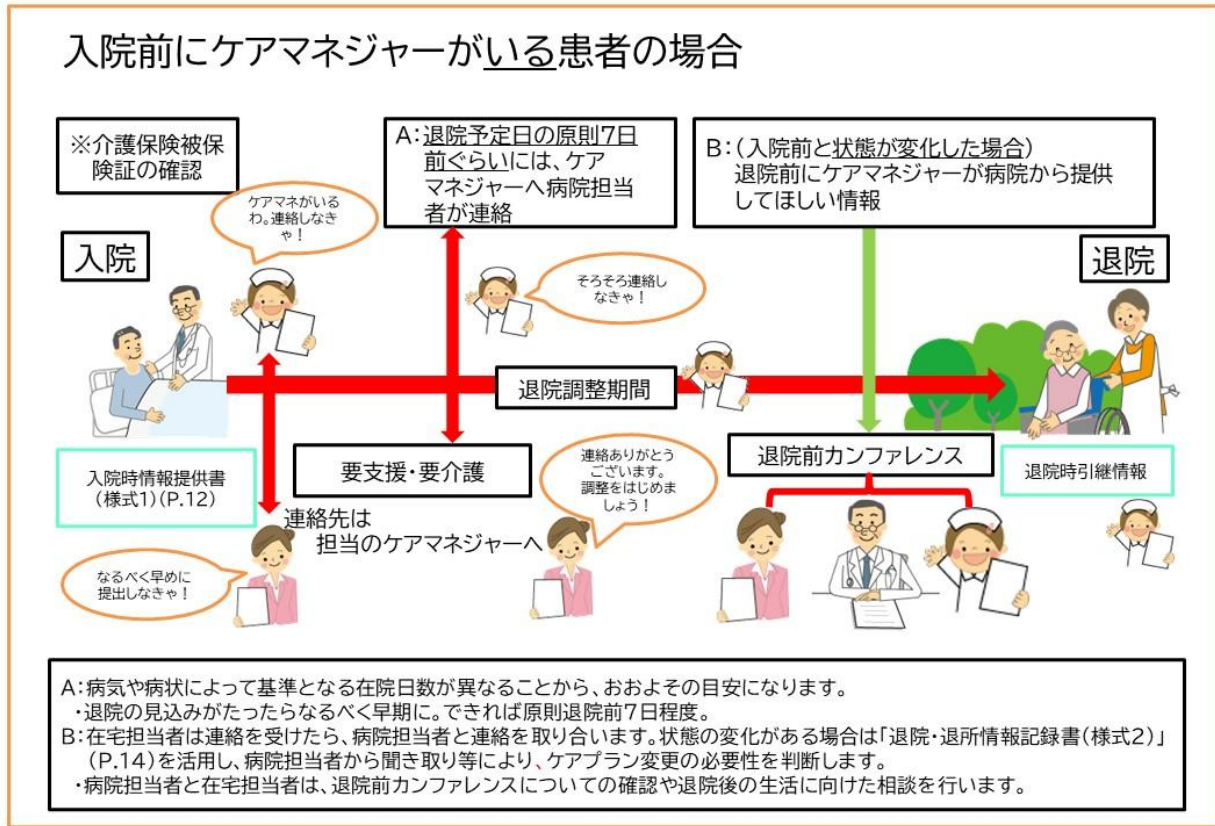 入院前にケアマネジャーがいる患者の場合
※介護保険被保
険証の確認
A：退院予定日の原則7日
前ぐらいには、ケア
マネジャーへ病院担当
者が連絡
B：（入院前と状態が変化した場合）
退院前にケアマネジャーが病院から提供
してほしい情報
ケアマネがいる
わ。連絡しなき
ゃ！
入院
そろそろ連絡し
なきゃ！
退院
退院調整期間
入院時情報提供書
（様式1）（P.12）
要支援・要介護
連絡ありがとう
ございます。
調整をはじめま
しょう！
退院前カンファレンス
退院時引継情報
連絡先は
担当のケアマネジャーへ
なるべく早めに
提出しなきゃ！
A：病気や病状によって基準となる在院日数が異なることから、おおよその目安になります。
・退院の見込みがたったらなるべく早期に。できれば原則退院前7日程度。
B：在宅担当者は連絡を受けたら、病院担当者と連絡を取り合います。状態の変化がある場合は「退院・退所情報記録書（様式2）」
（P.14）を活用し、病院担当者から聞き取り等により、ケアプラン変更の必要性を判断します。
・病院担当者と在宅担当者は、退院前カンファレンスについての確認や退院後の生活に向けた相談を行います。